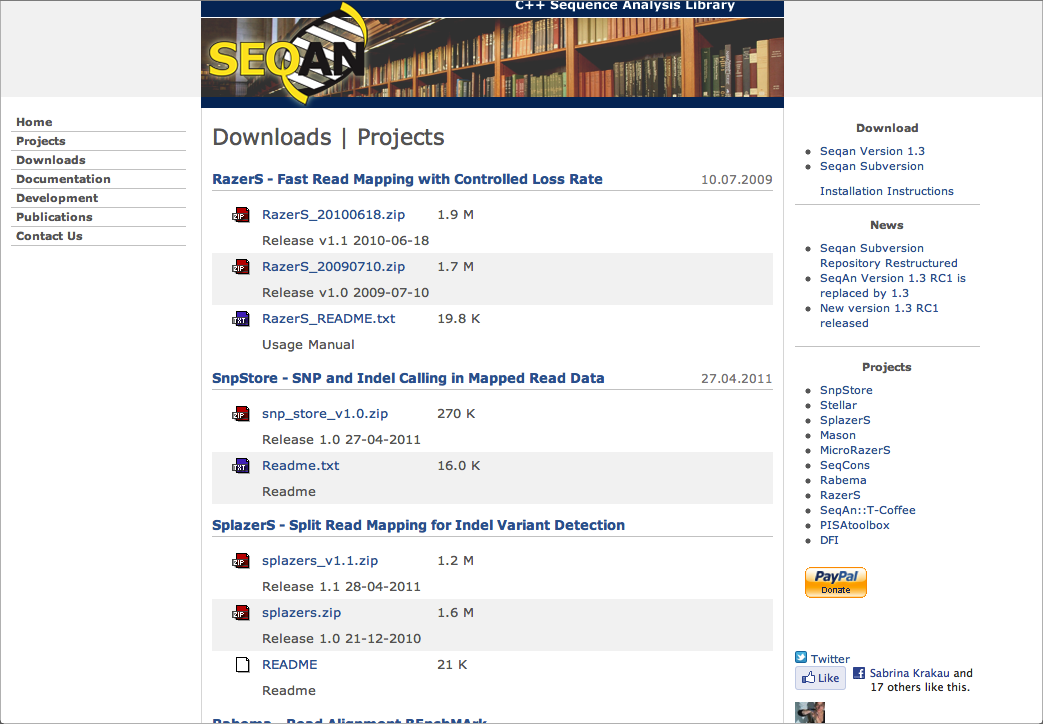 C++ Sequence Analysis Library
SEQAN
Home
Projects
Downloads
Documentation
Development
Publications
Contact Us
Downloads | Projects
RazerS - Fast Read Mapping with Controlled Loss Rate 10.07.2009
ZIP RazerS_20100618.zip 1.9 M
Release v1.1 2010-06-18
ZIP RazerS_20090710.zip 1.7 M
Release v1.0 2009-07-10
TXT RazerS_README.txt 19.8 K
Usage Manual
SnpStore - SNP and Indel Calling in Mapped Read Data 27.04.2011
ZIP snp_store_v1.0.zip 270 K
Release 1.0 27-04-2011
TXT Readme.txt 16.0 K
Readme
SplazerS - Split Read Mapping for Indel Variant Detection
ZIP splazers_v1.1.zip 1.2 M
Release 1.1 28-04-2011
ZIP splazers.zip 1.6 M
Release 1.0 21-12-2010
README 21 K
Readme
Rabema - Read Alignment BEnchMArk
Download
Seqan Version 1.3
Seqan Subversion
Installation Instructions
News
Seqan Subversion
Repository Restructured
SeqAn Version 1.3 RC1 is
replaced by 1.3
New version 1.3 RC1
released
Projects
SnpStore
Stellar
SplazerS
Mason
MicroRazerS
SeqCons
Rabema
RazerS
SeqAn::T-Coffee
PISAtoolbox
DFI
PayPal
Donate
Twitter
Like
Sabrina Krakau and
17 others like this.